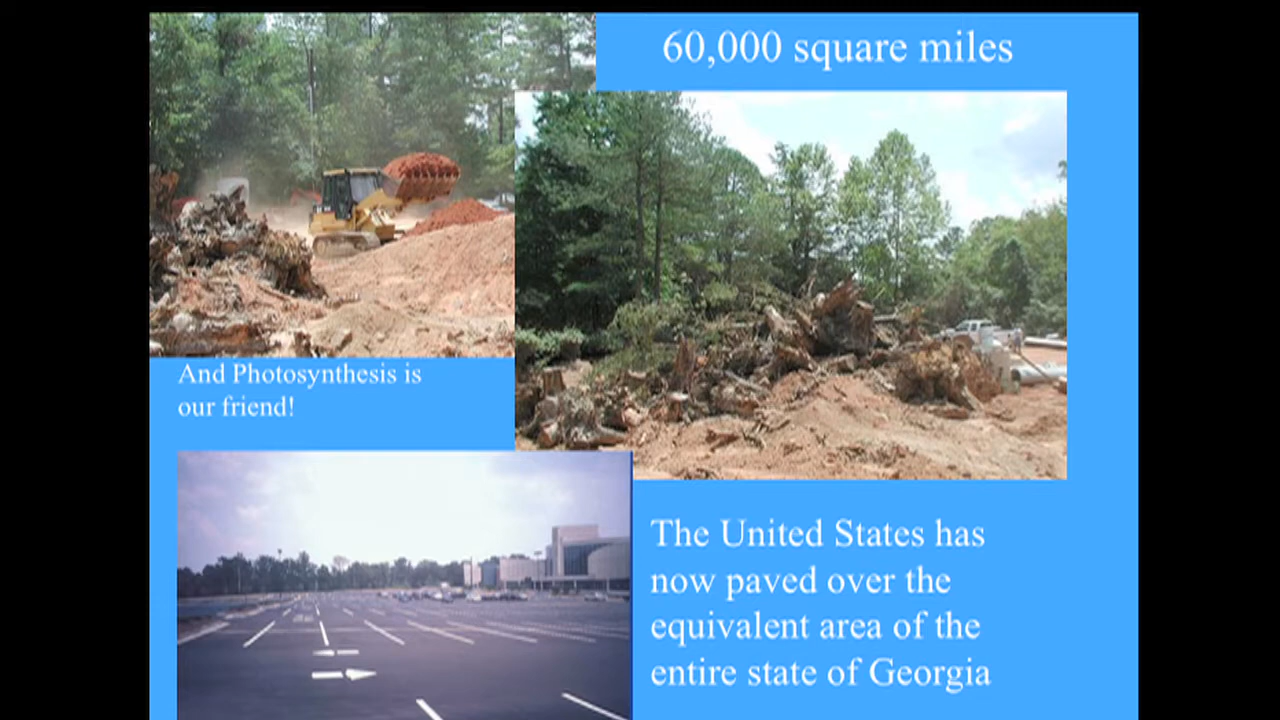 60,000 square miles
And Photosynthesis is
our friend!
The United States has
now paved over the
equivalent area of the
entire state of Georgia